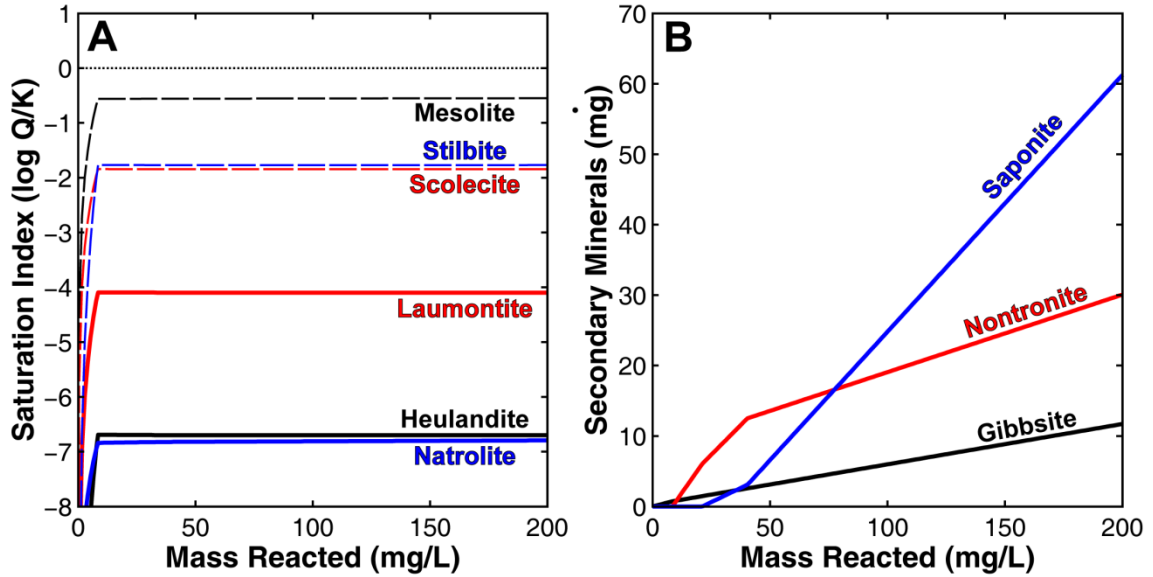 A
Saturation Index (log Q/K)
1
0
−1
−2
−3
−4
−5
−6
−7
−8
Mesolite
Stilbite
Scolecite
Laumontite
Heulandite
Natrolite
0 50 100 150 200
Mass Reacted (mg/L)
B
Secondary Minerals (mg)
70
60
50
40
30
20
10
0
Saponite
Nontronite
Gibbsite
0 50 100 150 200
Mass Reacted (mg/L)